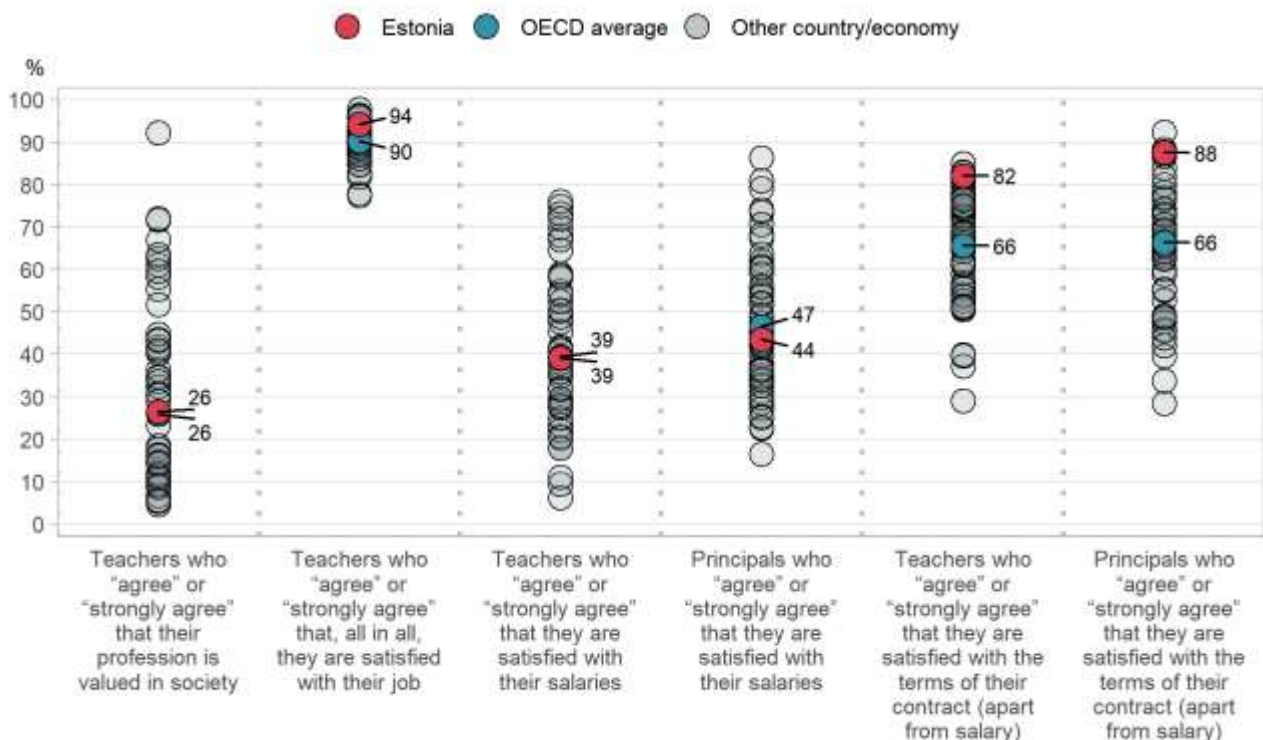 Estonia OECD average Other country/economy
%
100
90
80
70
60
50
40
30
20
10
0
26
26
94
90
39
39
47
44
82
66
88
66
Teachers who
“agree” or
“strongly agree”
that their
profession is
valued in society
Teachers who
“agree” or
“strongly agree”
that, all in all,
they are satisfied
with their job
Teachers who
“agree” or
“strongly agree”
that they are
satisfied with
their salaries
Principals who
“agree” or
“strongly agree”
that they are
satisfied with
their salaries
Teachers who
“agree” or
“strongly agree”
that they are
satisfied with the
terms of their
contract (apart
from salary)
Principals who
“agree” or
“strongly agree”
that they are
satisfied with the
terms of their
contract (apart
from salary)